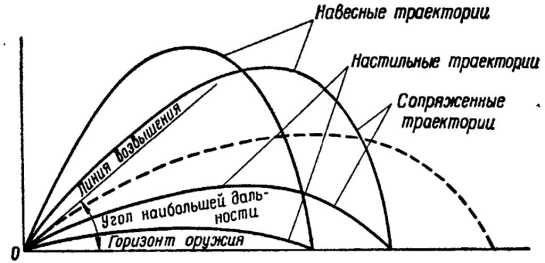 Навесные траектории
Настильные траектории
Сопряженные
траектории
Линия возвышения
Угол наибольшей даль-
ности
Горизонт оружия
0